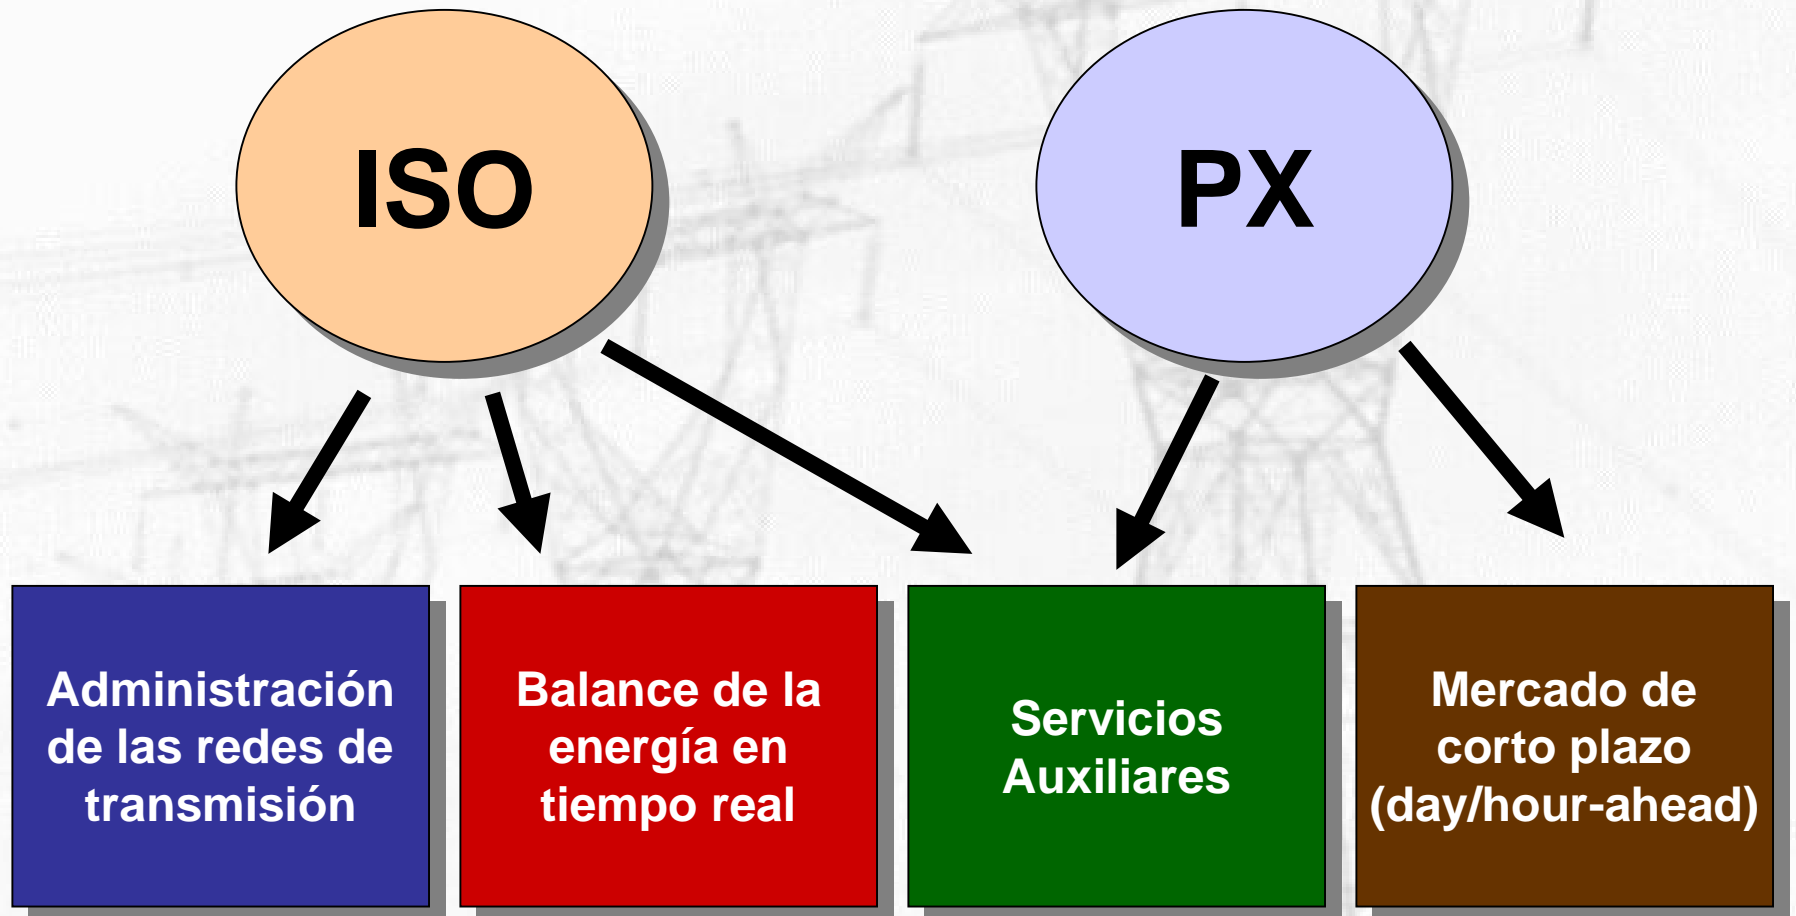 ISO
PX
Administración
de las redes de
transmisión
Balance de la
energía en
tiempo real
Servicios
Auxiliares
Mercado de
corto plazo
(day/hour-ahead)